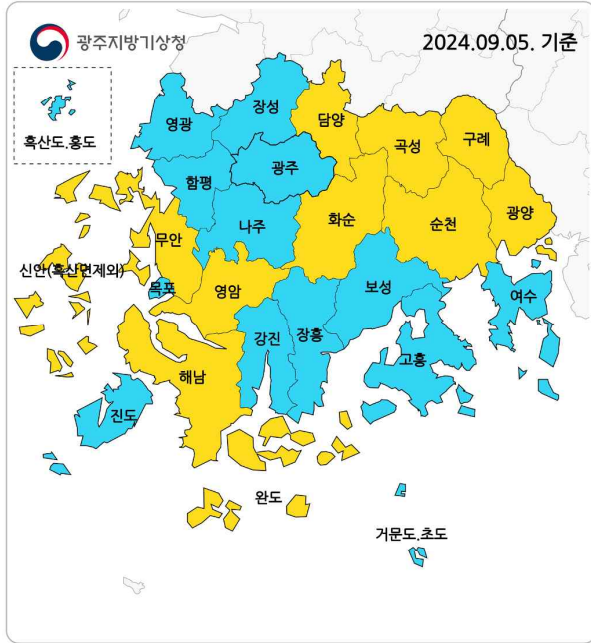 광주지방기상청
2024.09.05. 기준
흑산도.홍도
영광
장성
담양
곡성
구례
함평
광주
나주
화순
순천
광양
무안
신안(흑산면제외)
목포
영암
보성
여수
강진
장흥
고흥
해남
진도
완도
거문도.초도